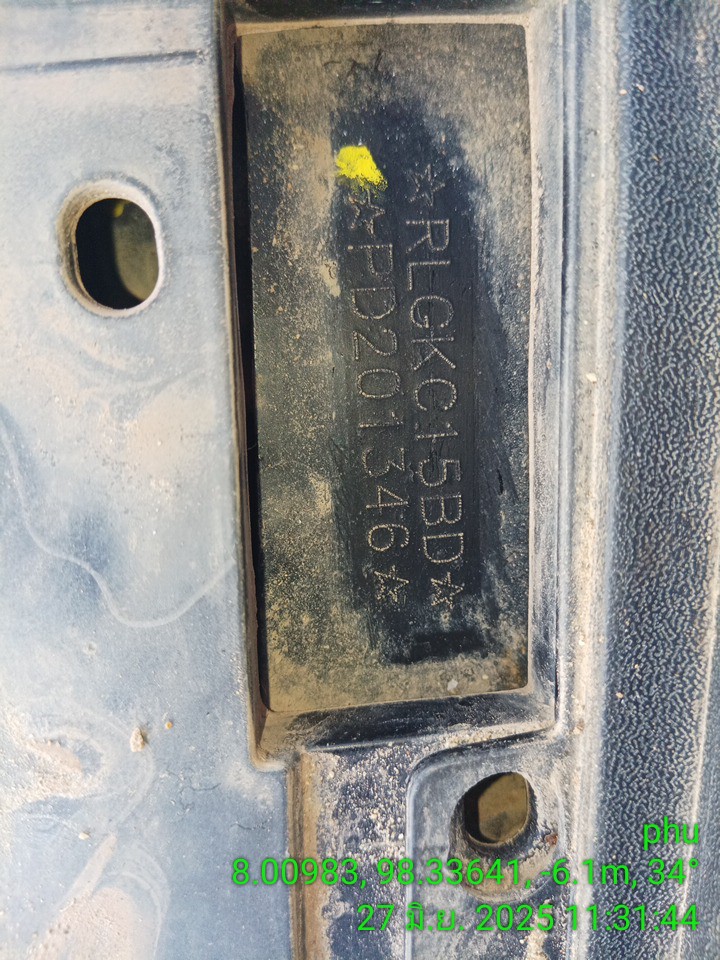 ☆RLGKC15BD☆
☆PD201346☆
phu
8.00983, 98.33641, -6.1m, 34°
27 มิ.ย. 2025 11:31:44